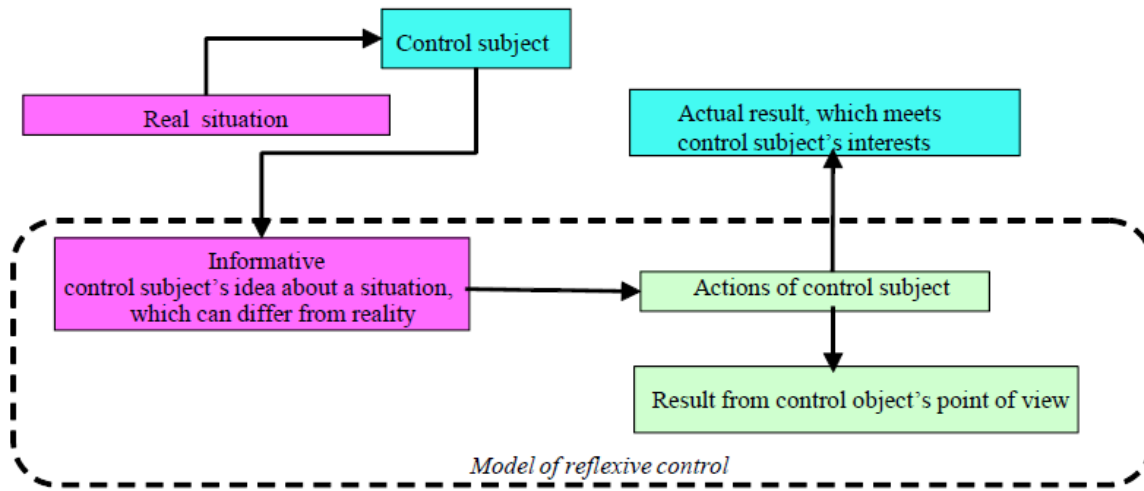 Control subject
Real situation
Actual result, which meets
control subject's interests
Informative
control subject's idea about a situation,
which can differ from reality
Actions of control subject
Result from control object's point of view
Model of reflexive control